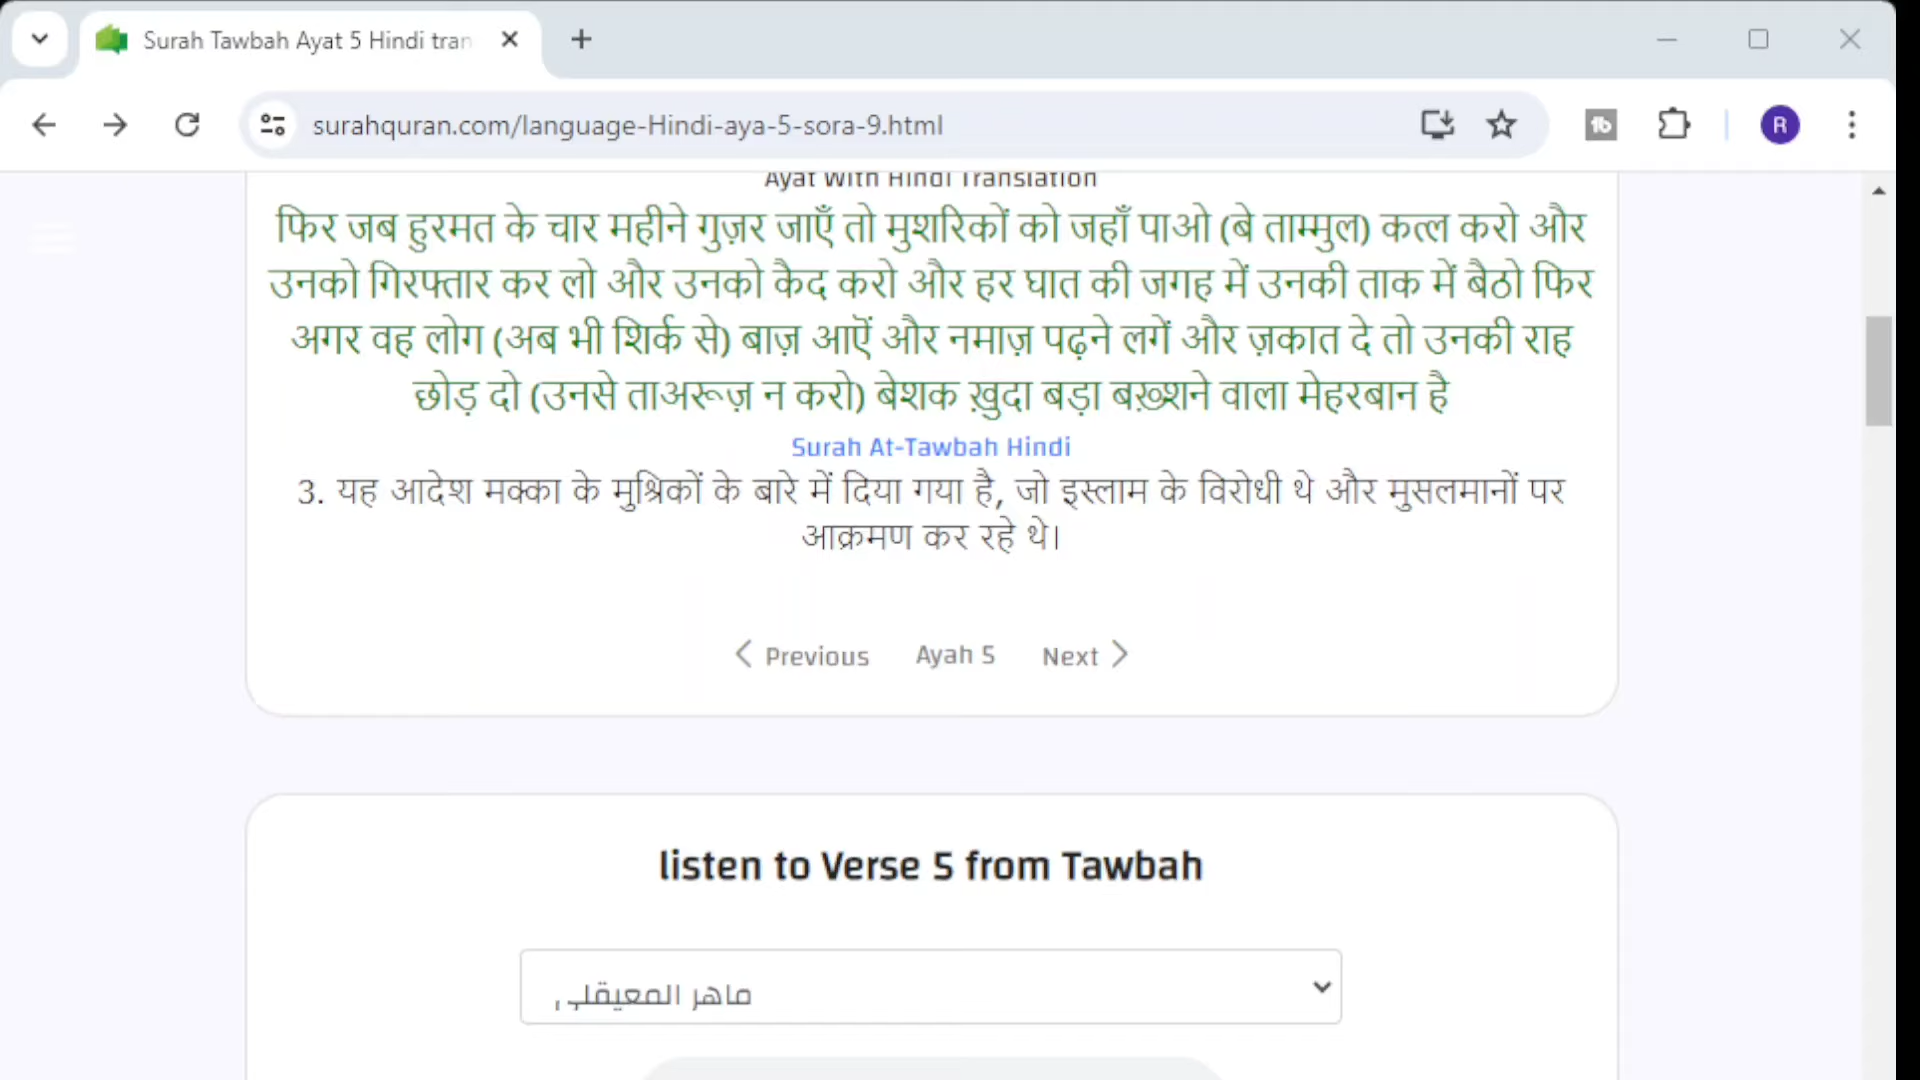 Surah Tawbah Ayat 5 Hindi tran
surahquran.com/language-Hindi-aya-5-sora-9.html
R
Ayat With Hindi Translation
फिर जब हुरमत के चार महीने गुज़र जाएँ तो मुशरिकों को जहाँ पाओ (बे ताम्मुल) कत्ल करो और
उनको गिरफ्तार कर लो और उनको कैद करो और हर घात की जगह में उनकी ताक में बैठो फिर
अगर वह लोग (अब भी शिर्क से) बाज़ आऎं और नमाज़ पढ़ने लगें और ज़कात दे तो उनकी राह
छोड़ दो (उनसे ताअरूज़ न करो) बेशक ख़ुदा बड़ा बख़्शने वाला मेहरबान है
Surah At-Tawbah Hindi
3. यह आदेश मक्का के मुश्रिकों के बारे में दिया गया है, जो इस्लाम के विरोधी थे और मुसलमानों पर
आक्रमण कर रहे थे।
Previous Ayah 5 Next
listen to Verse 5 from Tawbah
ماهر المعيقلي